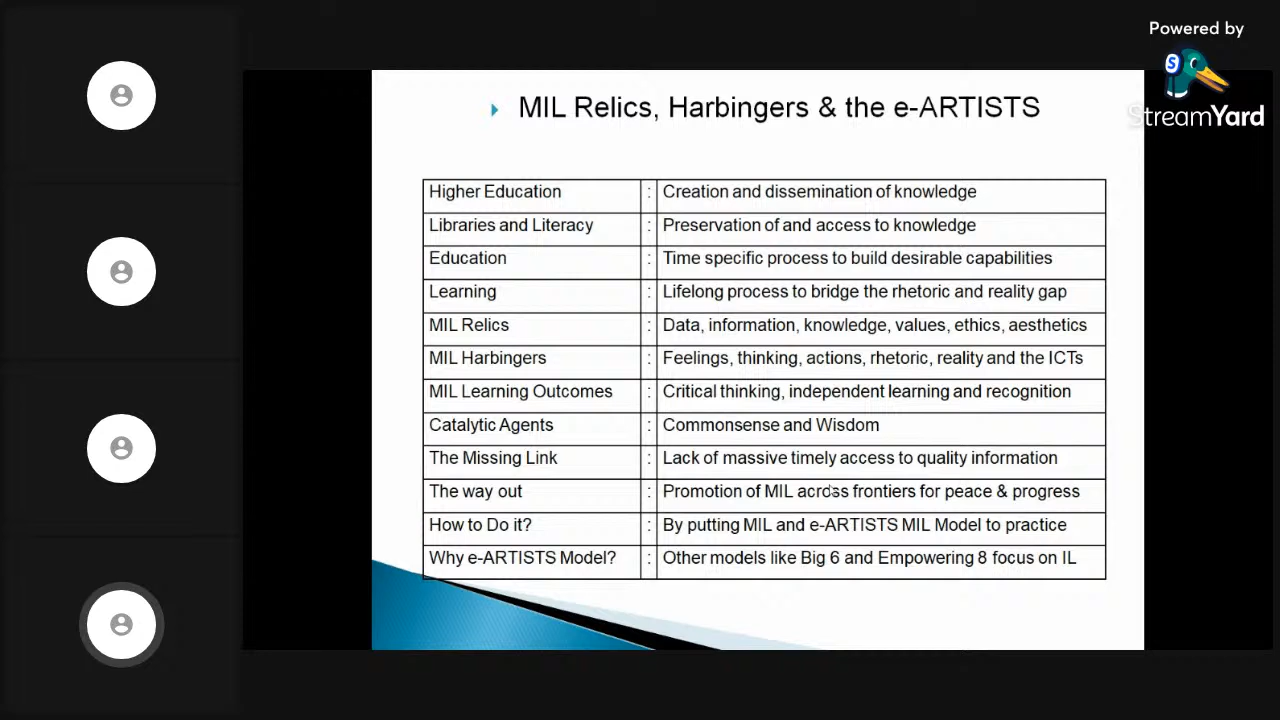 Powered by
StreamYard
MIL Relics, Harbingers & the e-ARTISTS
Higher Education : Creation and dissemination of knowledge
Libraries and Literacy : Preservation of and access to knowledge
Education : Time specific process to build desirable capabilities
Learning : Lifelong process to bridge the rhetoric and reality gap
MIL Relics : Data, information, knowledge, values, ethics, aesthetics
MIL Harbingers : Feelings, thinking, actions, rhetoric, reality and the ICTs
MIL Learning Outcomes : Critical thinking, independent learning and recognition
Catalytic Agents : Commonsense and Wisdom
The Missing Link : Lack of massive timely access to quality information
The way out : Promotion of MIL across frontiers for peace & progress
How to Do it? : By putting MIL and e-ARTISTS MIL Model to practice
Why e-ARTISTS Model? : Other models like Big 6 and Empowering 8 focus on IL